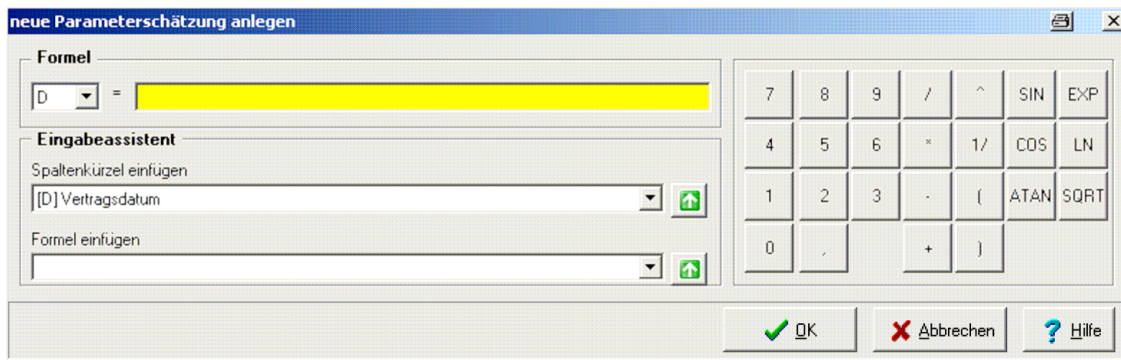 neue Parameterschätzung anlegen
Formel
D =
Eingabeassistent
Spaltenkürzel einfügen
[D] Vertragsdatum
Formel einfügen
7 8 9 / ^ SIN EXP
4 5 6 * 1/ COS LN
1 2 3 - ( ATAN SQRT
0 , + )
OK Abbrechen Hilfe